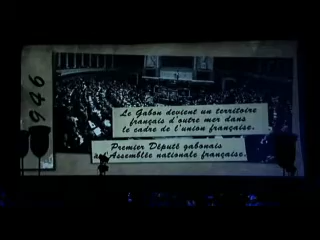 1946
Le Gabon devient un territoire
français d'outre mer dans
le cadre de l'union française.
Premier Député gabonais
à l'Assemblée nationale française.